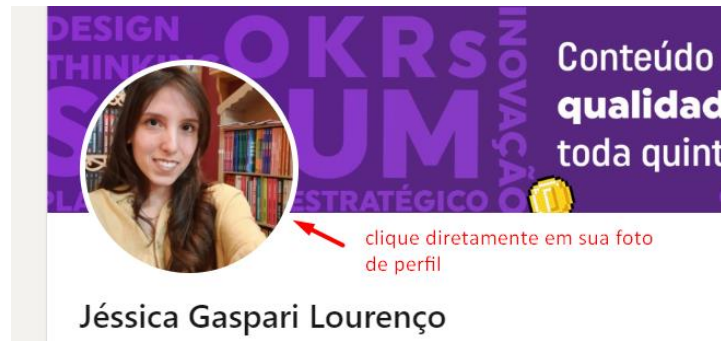 DESIGN
THINKING
OKRs
INOVAÇÃO
UM
ESTRATÉGICO
Conteúdo
qualidad
toda quint
clique diretamente em sua foto
de perfil
Jéssica Gaspari Lourenço